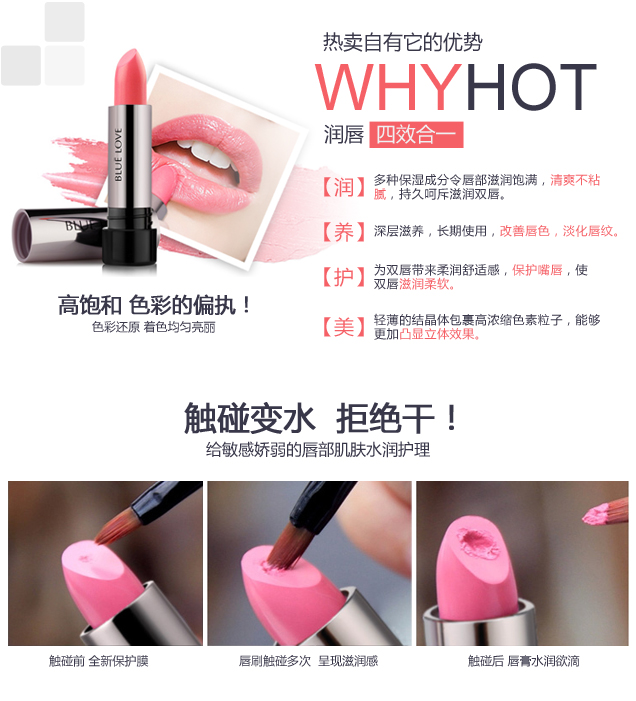 热卖自有它的优势
WHYHOT
润唇 四效合一
BLUE LOVE
BLUE LOVE
【润】多种保湿成分令唇部滋润饱满，清爽不粘
腻，持久呵斥滋润双唇。
【养】深层滋养，长期使用，改善唇色，淡化唇纹。
【护】为双唇带来柔润舒适感，保护嘴唇，使
双唇滋润柔软。
【美】轻薄的结晶体包裹高浓缩色素粒子，能够
更加凸显立体效果。
高饱和 色彩的偏执！
色彩还原 着色均匀亮丽
触碰变水 拒绝干！
给敏感娇弱的唇部肌肤水润护理
触碰前 全新保护膜
唇刷触碰多次 呈现滋润感
触碰后 唇膏水润欲滴